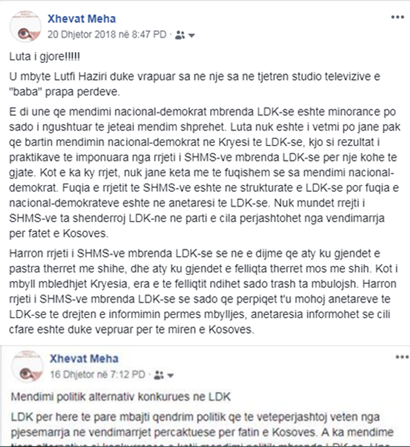 Xhevat Meha
20 Dhjetor 2018 në 8:47 PD ·
Luta i gjore!!!!!
U mbyte Lutfi Haziri duke vrapuar sa ne nje sa ne tjetren studio televizive e
"baba" prapa perdeve.
E di une qe mendimi nacional-demokrat mbrenda LDK-se eshte minorance po
sado i ngushtuar te jeteai mendim shprehet. Luta nuk eshte i vetmi po jane pak
qe bartin mendimin nacional-demokrat ne Kryesi te LDK-se, kjo si rezultat i
praktikave te imponuara nga rrjeti i SHMS-ve mbrenda LDK-se per nje kohe te
gjate. Kot e ka ky rrjet, nuk jane keta me te fuqishem se sa mendimi nacional-
demokrat. Fuqia e rrjetit te SHMS-ve eshte ne strukturate e LDK-se por fuqia e
nacional-demokrateve eshte ne anetaresi te LDK-se. Nuk mundet rrejti i
SHMS-ve ta shenderroj LDK-ne ne parti e cila perjashtohet nga vendimarrja
per fatet e Kosoves.
Harron rrjeti i SHMS-ve mbrenda LDK-se se ne e dijme qe aty ku gjendet e
pastra therret me shihe, dhe aty ku gjendet e felliqta therret mos me shih. Kot i
mbyll mbledhjet Kryesia, era e te felliqtit ndihet sado trash ta mbulojsh. Harron
rrjeti i SHMS-ve mbrenda LDK-se se sado qe perpiqet t'u mohoj anetareve te
LDK-se te drejten e informimin permes mbylljes, anetaresia informohet se cili
cfare eshte duke vepruar per te miren e Kosoves.
Xhevat Meha
16 Dhjetor në 7:12 PD ·
Mendimi politik alternativ konkurues ne LDK
LDK per here te pare mbajti qendrim politik qe te veteperjashtoj veten nga
pjesemarrja ne vendimarrjet percaktuese per fatin e Kosoves. A ka mendime